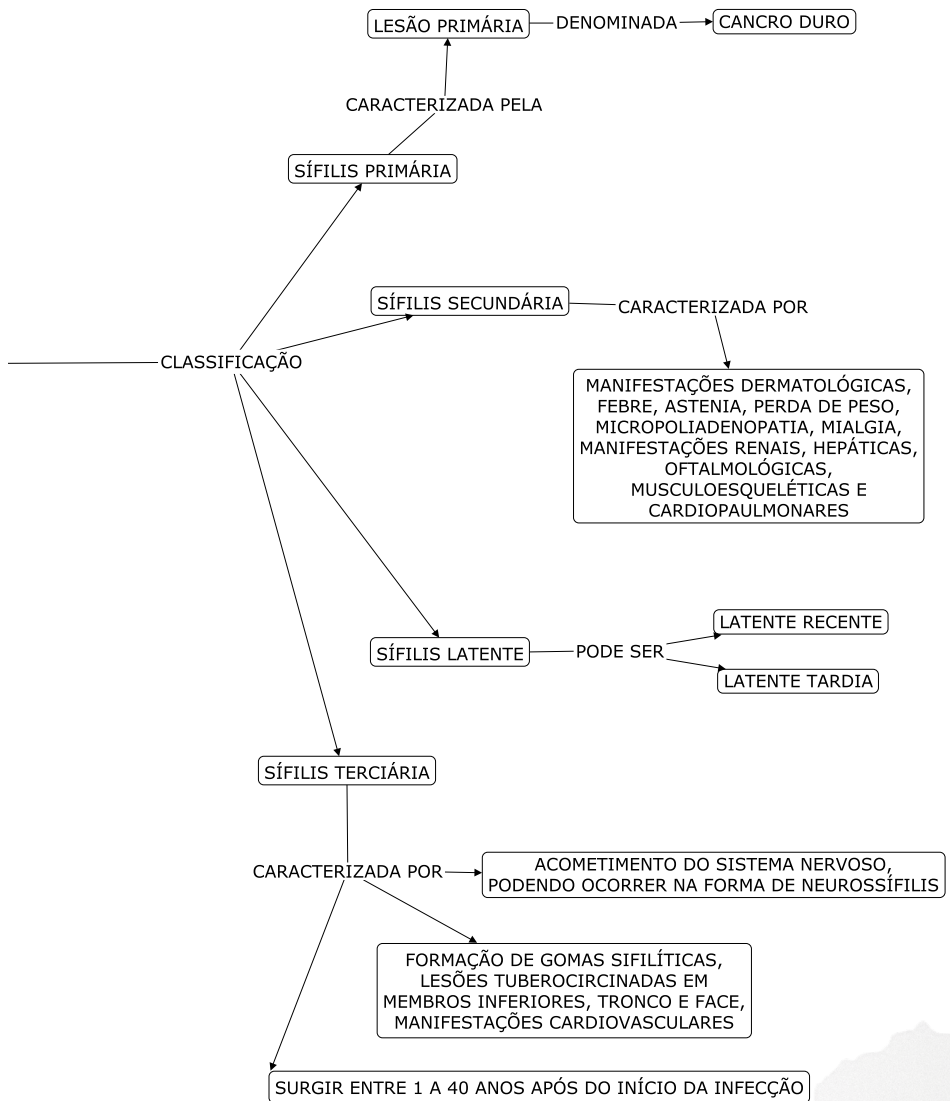 LESÃO PRIMÁRIA
DENOMINADA
CANCRO DURO
CARACTERIZADA PELA
SÍFILIS PRIMÁRIA
SÍFILIS SECUNDÁRIA
CARACTERIZADA POR
CLASSIFICAÇÃO
MANIFESTAÇÕES DERMATOLÓGICAS,
FEBRE, ASTENIA, PERDA DE PESO,
MICROPOLIADENOPATIA, MIALGIA,
MANIFESTAÇÕES RENAIS, HEPÁTICAS,
OFTALMOLÓGICAS,
MUSCULOESQUELÉTICAS E
CARDIOPAULMONARES
SÍFILIS LATENTE
PODE SER
LATENTE RECENTE
LATENTE TARDIA
SÍFILIS TERCIÁRIA
CARACTERIZADA POR
ACOMETIMENTO DO SISTEMA NERVOSO,
PODENDO OCORRER NA FORMA DE NEUROSSÍFILIS
FORMAÇÃO DE GOMAS SIFILÍTICAS,
LESÕES TUBEROCIRCINADAS EM
MEMBROS INFERIORES, TRONCO E FACE,
MANIFESTAÇÕES CARDIOVASCULARES
SURGIR ENTRE 1 A 40 ANOS APÓS DO INÍCIO DA INFECÇÃO